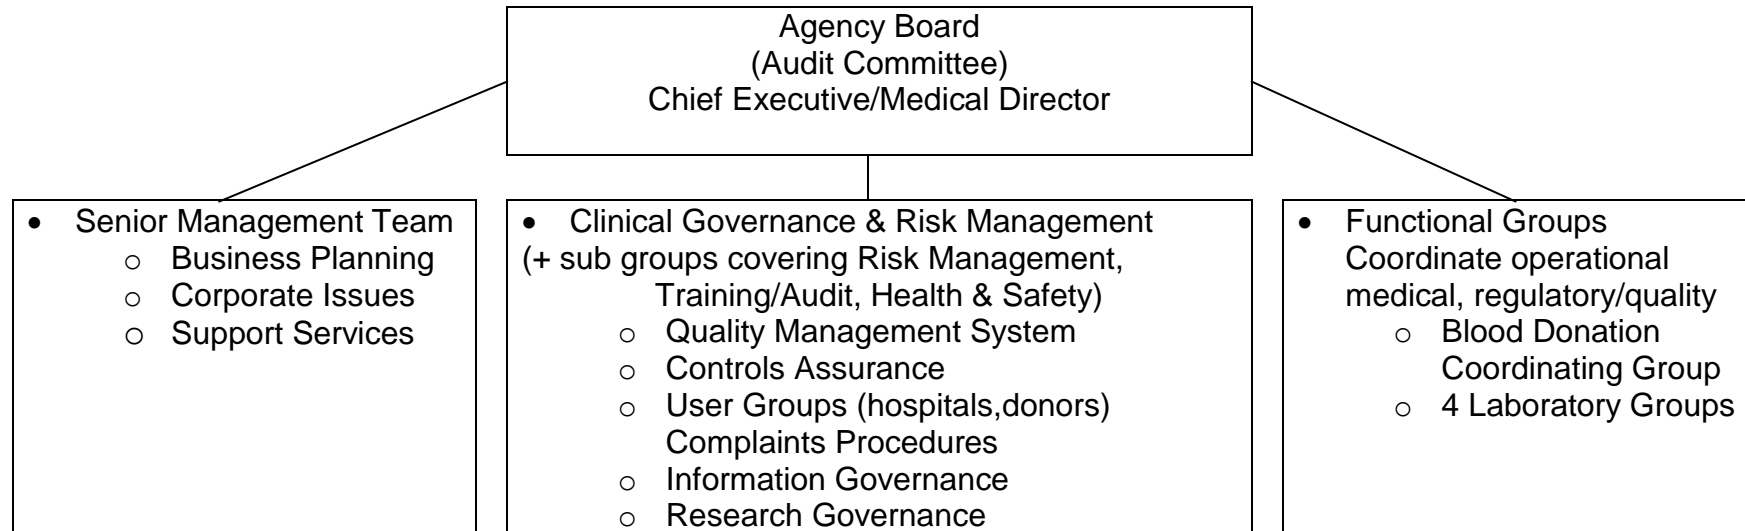 Agency Board
(Audit Committee)
Chief Executive/Medical Director
• Senior Management Team
o Business Planning
o Corporate Issues
o Support Services
• Clinical Governance & Risk Management
(+ sub groups covering Risk Management,
Training/Audit, Health & Safety)
o Quality Management System
o Controls Assurance
o User Groups (hospitals,donors)
Complaints Procedures
o Information Governance
o Research Governance
• Functional Groups
Coordinate operational
medical, regulatory/quality
o Blood Donation
Coordinating Group
o 4 Laboratory Groups